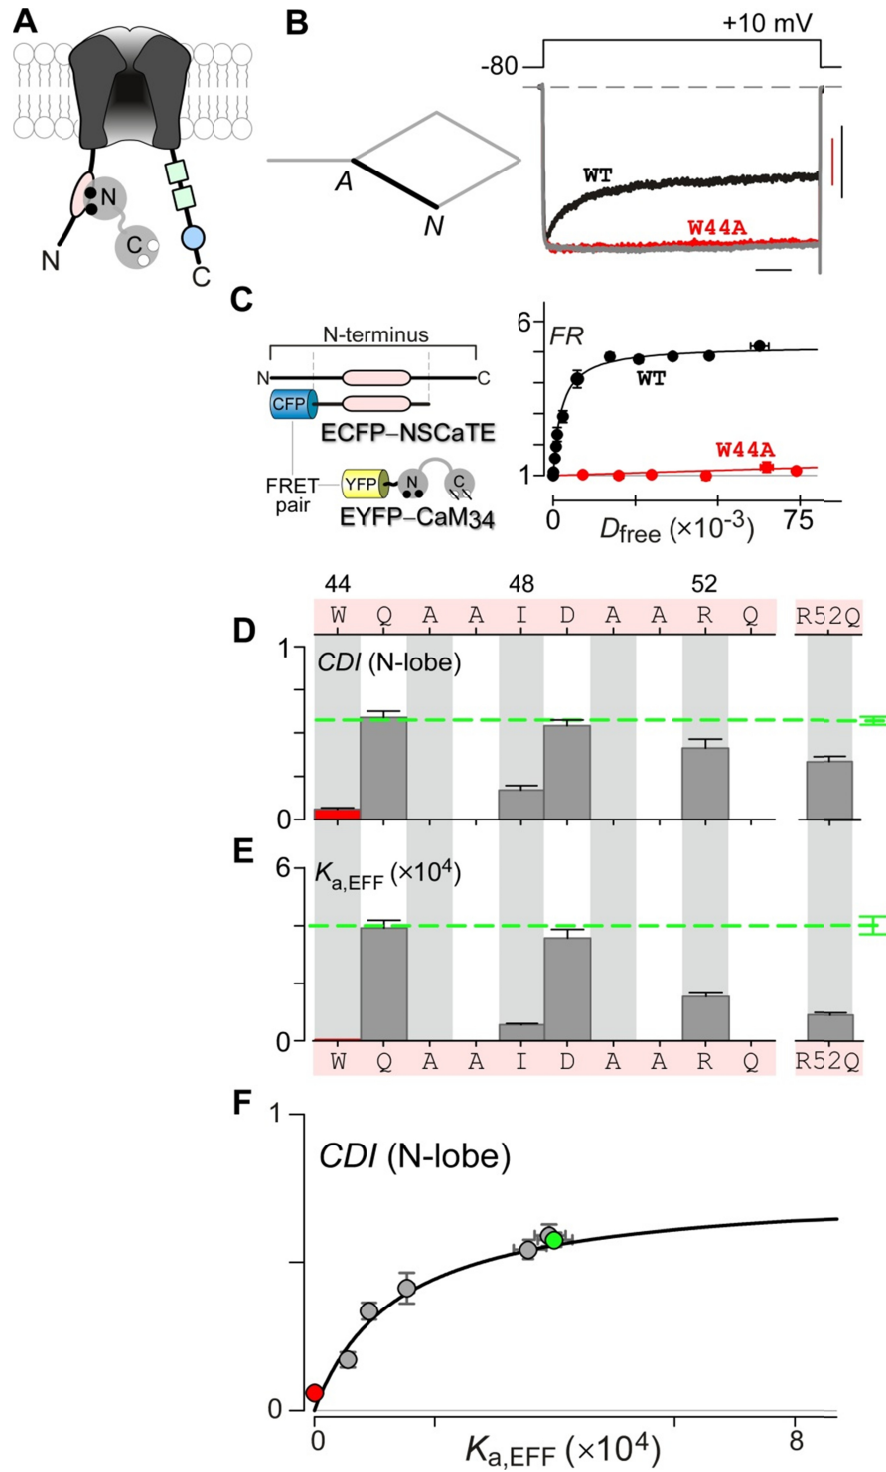 A
N
C
N
C
B
A
N
+10 mV
-80
WT
W44A
C
N-terminus
N
C
CFP
ECFP–NSCaTE
FRET
pair
YFP
N
C
EYFP–CaM34
6
FR
WT
W44A
1
0
Dfree (×10-3)
75
44 48 52
W Q A A I D A A R Q R52Q
D
1
CDI (N-lobe)
0
E
6
Ka,EFF (×104)
0
W Q A A I D A A R Q R52Q
F
1
CDI (N-lobe)
0
0
Ka,EFF (×104)
8